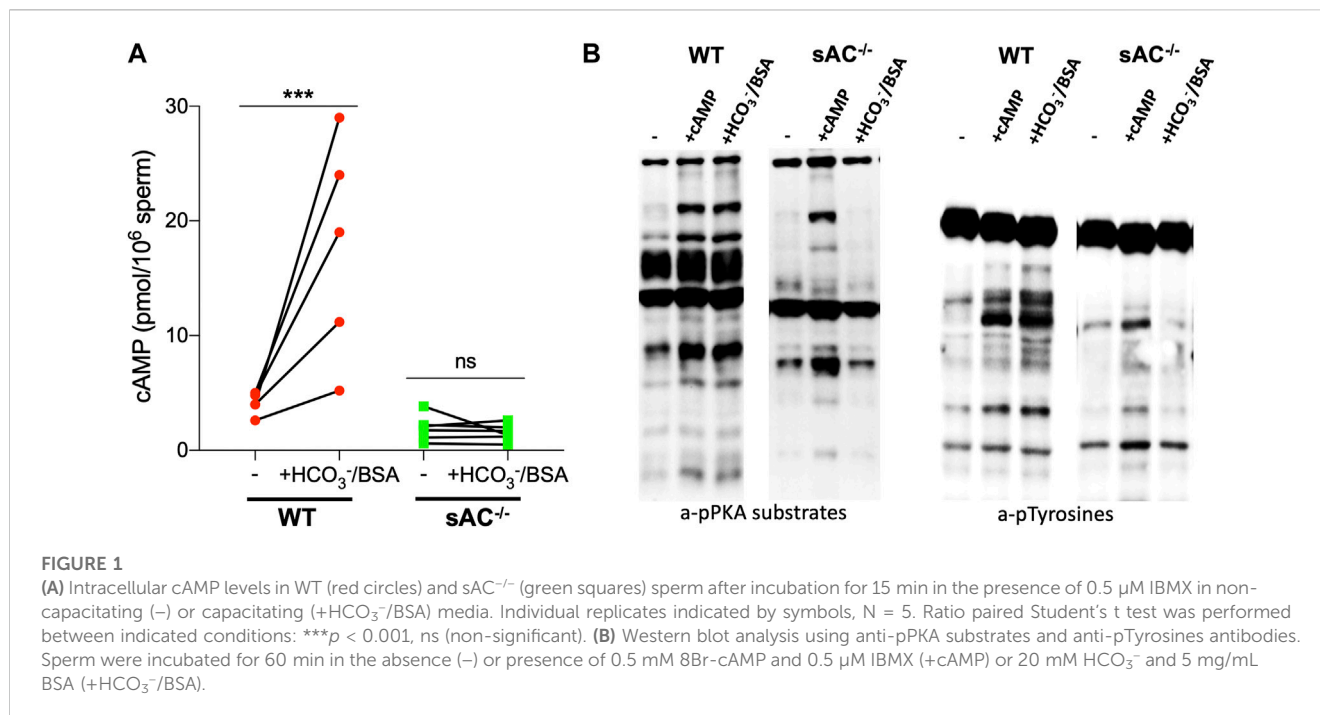 A
***
30
20
10
0
cAMP (pmol/10⁶ sperm)
ns
- +HCO₃⁻/BSA - +HCO₃⁻/BSA
WT sAC⁻/⁻
B
WT sAC⁻/⁻ WT sAC⁻/⁻
- +cAMP +HCO₃⁻/BSA - +cAMP +HCO₃⁻/BSA - +cAMP +HCO₃⁻/BSA - +cAMP +HCO₃⁻/BSA
a-pPKA substrates a-pTyrosines
FIGURE 1
(A) Intracellular cAMP levels in WT (red circles) and sAC⁻/⁻ (green squares) sperm after incubation for 15 min in the presence of 0.5 µM IBMX in non-
capacitating (–) or capacitating (+HCO₃⁻/BSA) media. Individual replicates indicated by symbols, N = 5. Ratio paired Student's t test was performed
between indicated conditions: ***p < 0.001, ns (non-significant). (B) Western blot analysis using anti-pPKA substrates and anti-pTyrosines antibodies.
Sperm were incubated for 60 min in the absence (–) or presence of 0.5 mM 8Br-cAMP and 0.5 µM IBMX (+cAMP) or 20 mM HCO₃⁻ and 5 mg/mL
BSA (+HCO₃⁻/BSA).